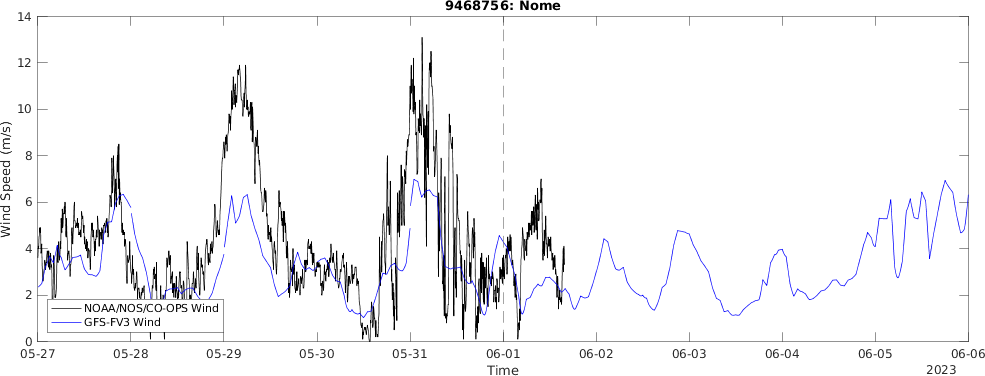 9468756: Nome
14
12
10
8
6
4
2
0
Wind Speed (m/s)
NOAA/NOS/CO-OPS Wind
GFS-FV3 Wind
05-27 05-28 05-29 05-30 05-31 06-01 06-02 06-03 06-04 06-05 06-06
Time
2023